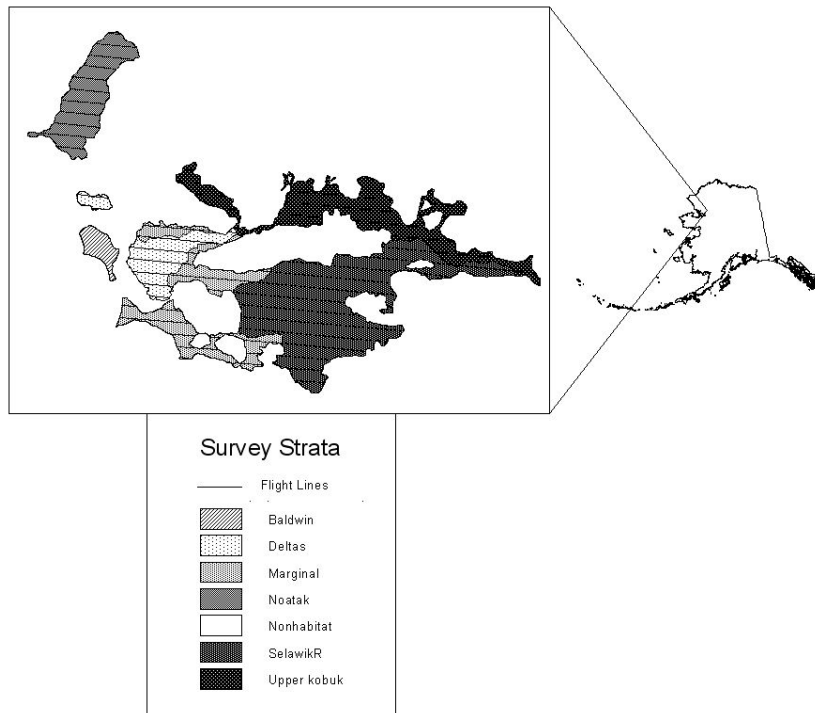 Survey Strata
Flight Lines
Baldwin
Deltas
Marginal
Noatak
Nonhabitat
SelawikR
Upper kobuk